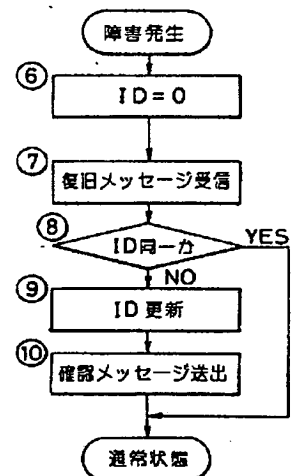 障害発生
⑥
ID=0
⑦
復旧メッセージ受信
⑧
ID同一か
YES
NO
⑨
ID更新
⑩
確認メッセージ送出
通常状態